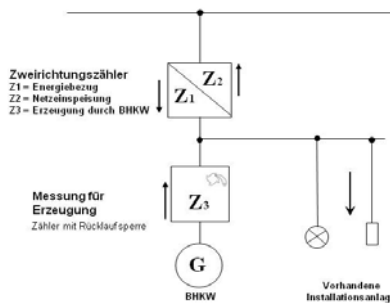 Zweirichtungszähler
Z1 = Energiebezug
Z2 = Netzeinspeisung
Z3 = Erzeugung durch BHKW
Z2
Z1
Messung für
Erzeugung
Zähler mit Rücklaufsperre
Z3
G
BHKW
Vorhandene
Installationsanlag